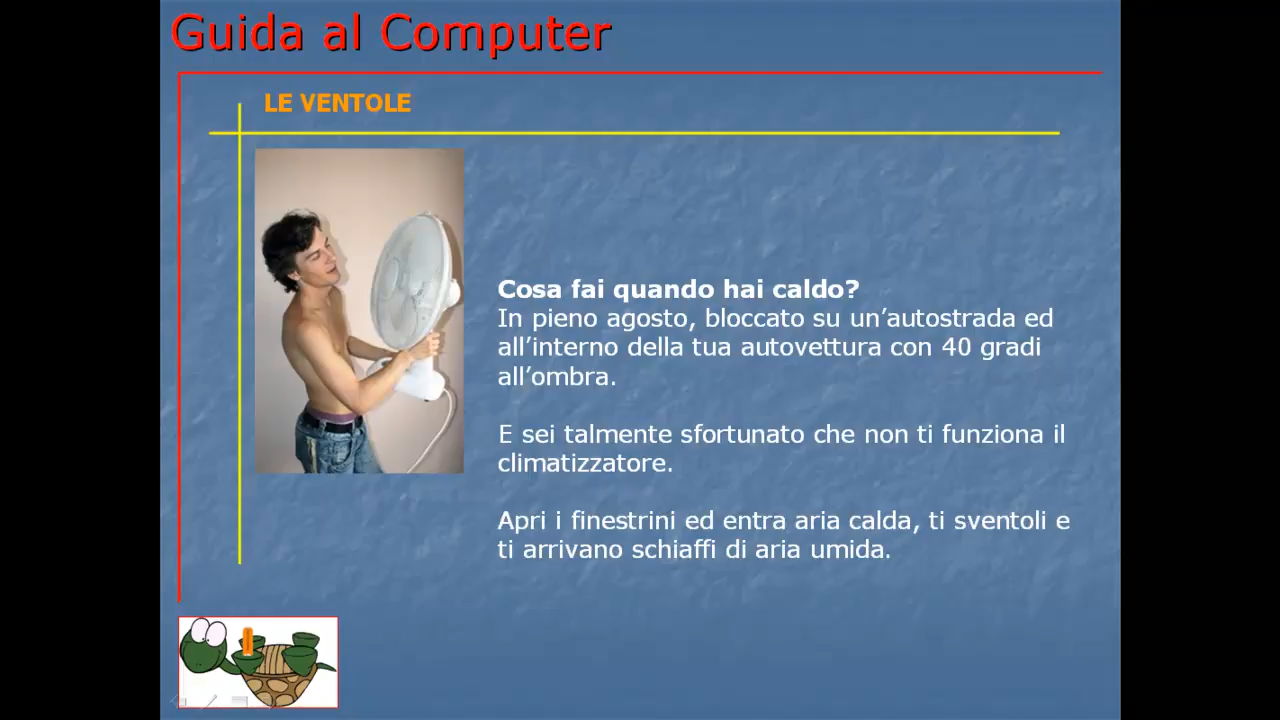 Guida al Computer
LE VENTOLE
Cosa fai quando hai caldo?
In pieno agosto, bloccato su un’autostrada ed
all’interno della tua autovettura con 40 gradi
all’ombra.
E sei talmente sfortunato che non ti funziona il
climatizzatore.
Apri i finestrini ed entra aria calda, ti sventoli e
ti arrivano schiaffi di aria umida.